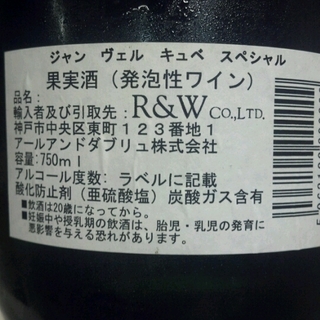 ジャン ヴェル キュベ スペシャル
果実酒（発泡性ワイン）
品名：
輸入者及び引取先：R&W CO.,LTD.
神戸市中央区東町１２３番地１
アールアンドダブリュ株式会社
容量：750ml
アルコール度数：ラベルに記載
酸化防止剤（亜硫酸塩）炭酸ガス含有
■飲酒は20歳になってから。
■妊娠中や授乳期の飲酒は、胎児・乳児の発育に
悪影響を与える恐れがあります。